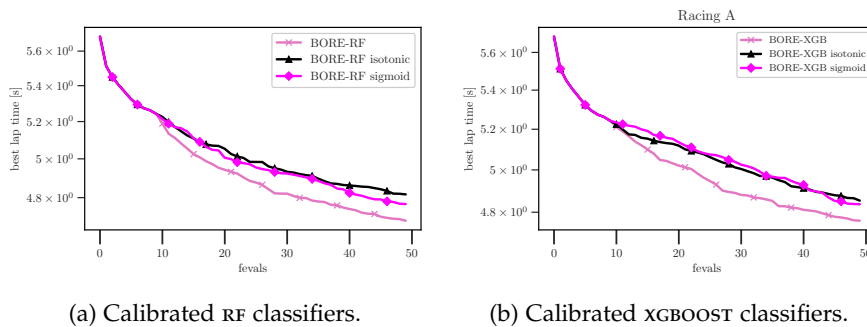 Racing A
5.6 × 10⁰
5.4 × 10⁰
5.2 × 10⁰
5 × 10⁰
4.8 × 10⁰
best lap time [s]
BORE-RF
BORE-RF isotonic
BORE-RF sigmoid
0 10 20 30 40 50
fevals
5.6 × 10⁰
5.4 × 10⁰
5.2 × 10⁰
5 × 10⁰
4.8 × 10⁰
best lap time [s]
BORE-XGB
BORE-XGB isotonic
BORE-XGB sigmoid
0 10 20 30 40 50
fevals
(a) Calibrated RF classifiers.
(b) Calibrated XGBOOST classifiers.